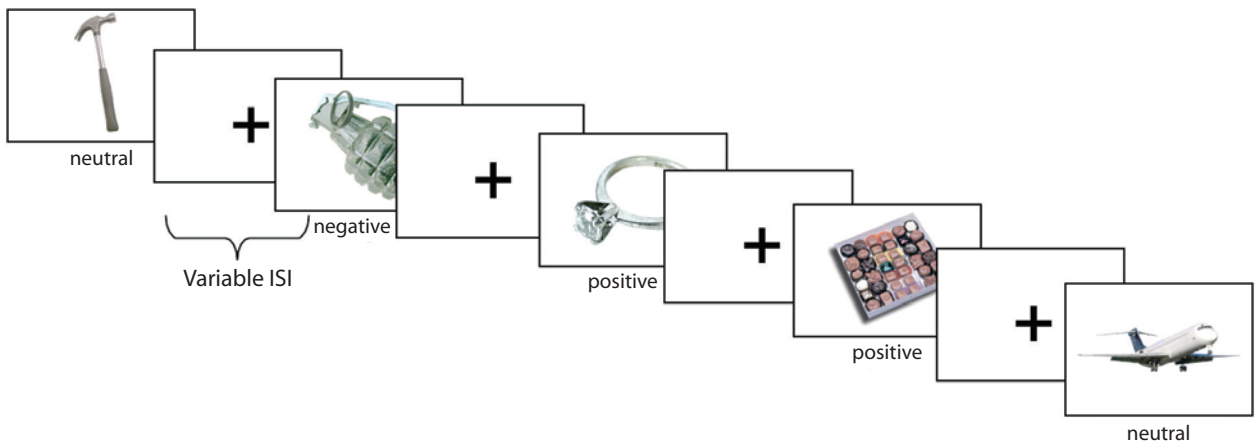 neutral
negative
Variable ISI
positive
positive
neutral